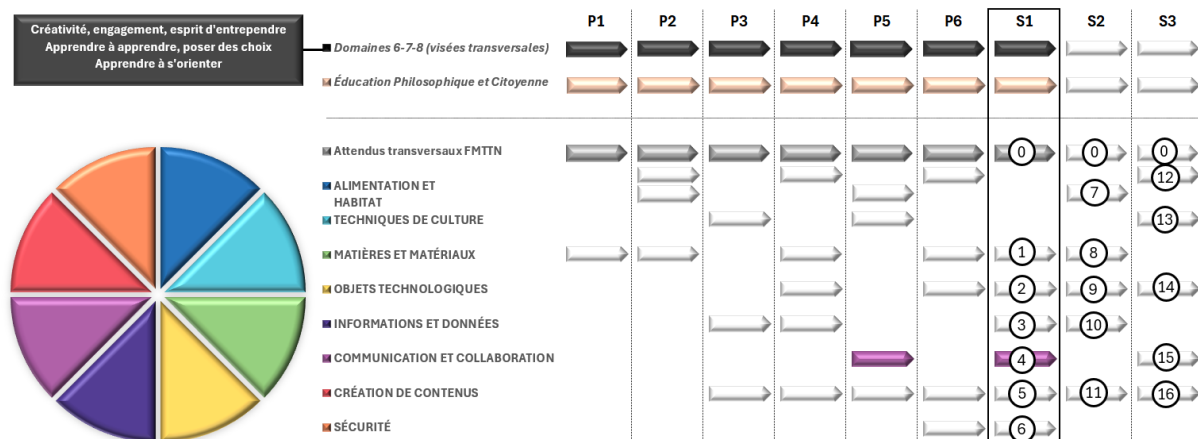 Créativité, engagement, esprit d'entrependre
Apprendre à apprendre, poser des choix
Apprendre à s'orienter
P1 P2 P3 P4 P5 P6 S1 S2 S3
Domaines 6-7-8 (visées transversales)
Éducation Philosophique et Citoyenne
Attendus transversaux FMTTN 0 0 0
12
ALIMENTATION ET
HABITAT
7
TECHNIQUES DE CULTURE 13
MATIÈRES ET MATÉRIAUX 1 8
OBJETS TECHNOLOGIQUES 2 9 14
INFORMATIONS ET DONNÉES 3 10
COMMUNICATION ET COLLABORATION 4 15
CRÉATION DE CONTENUS 5 11 16
SÉCURITÉ 6